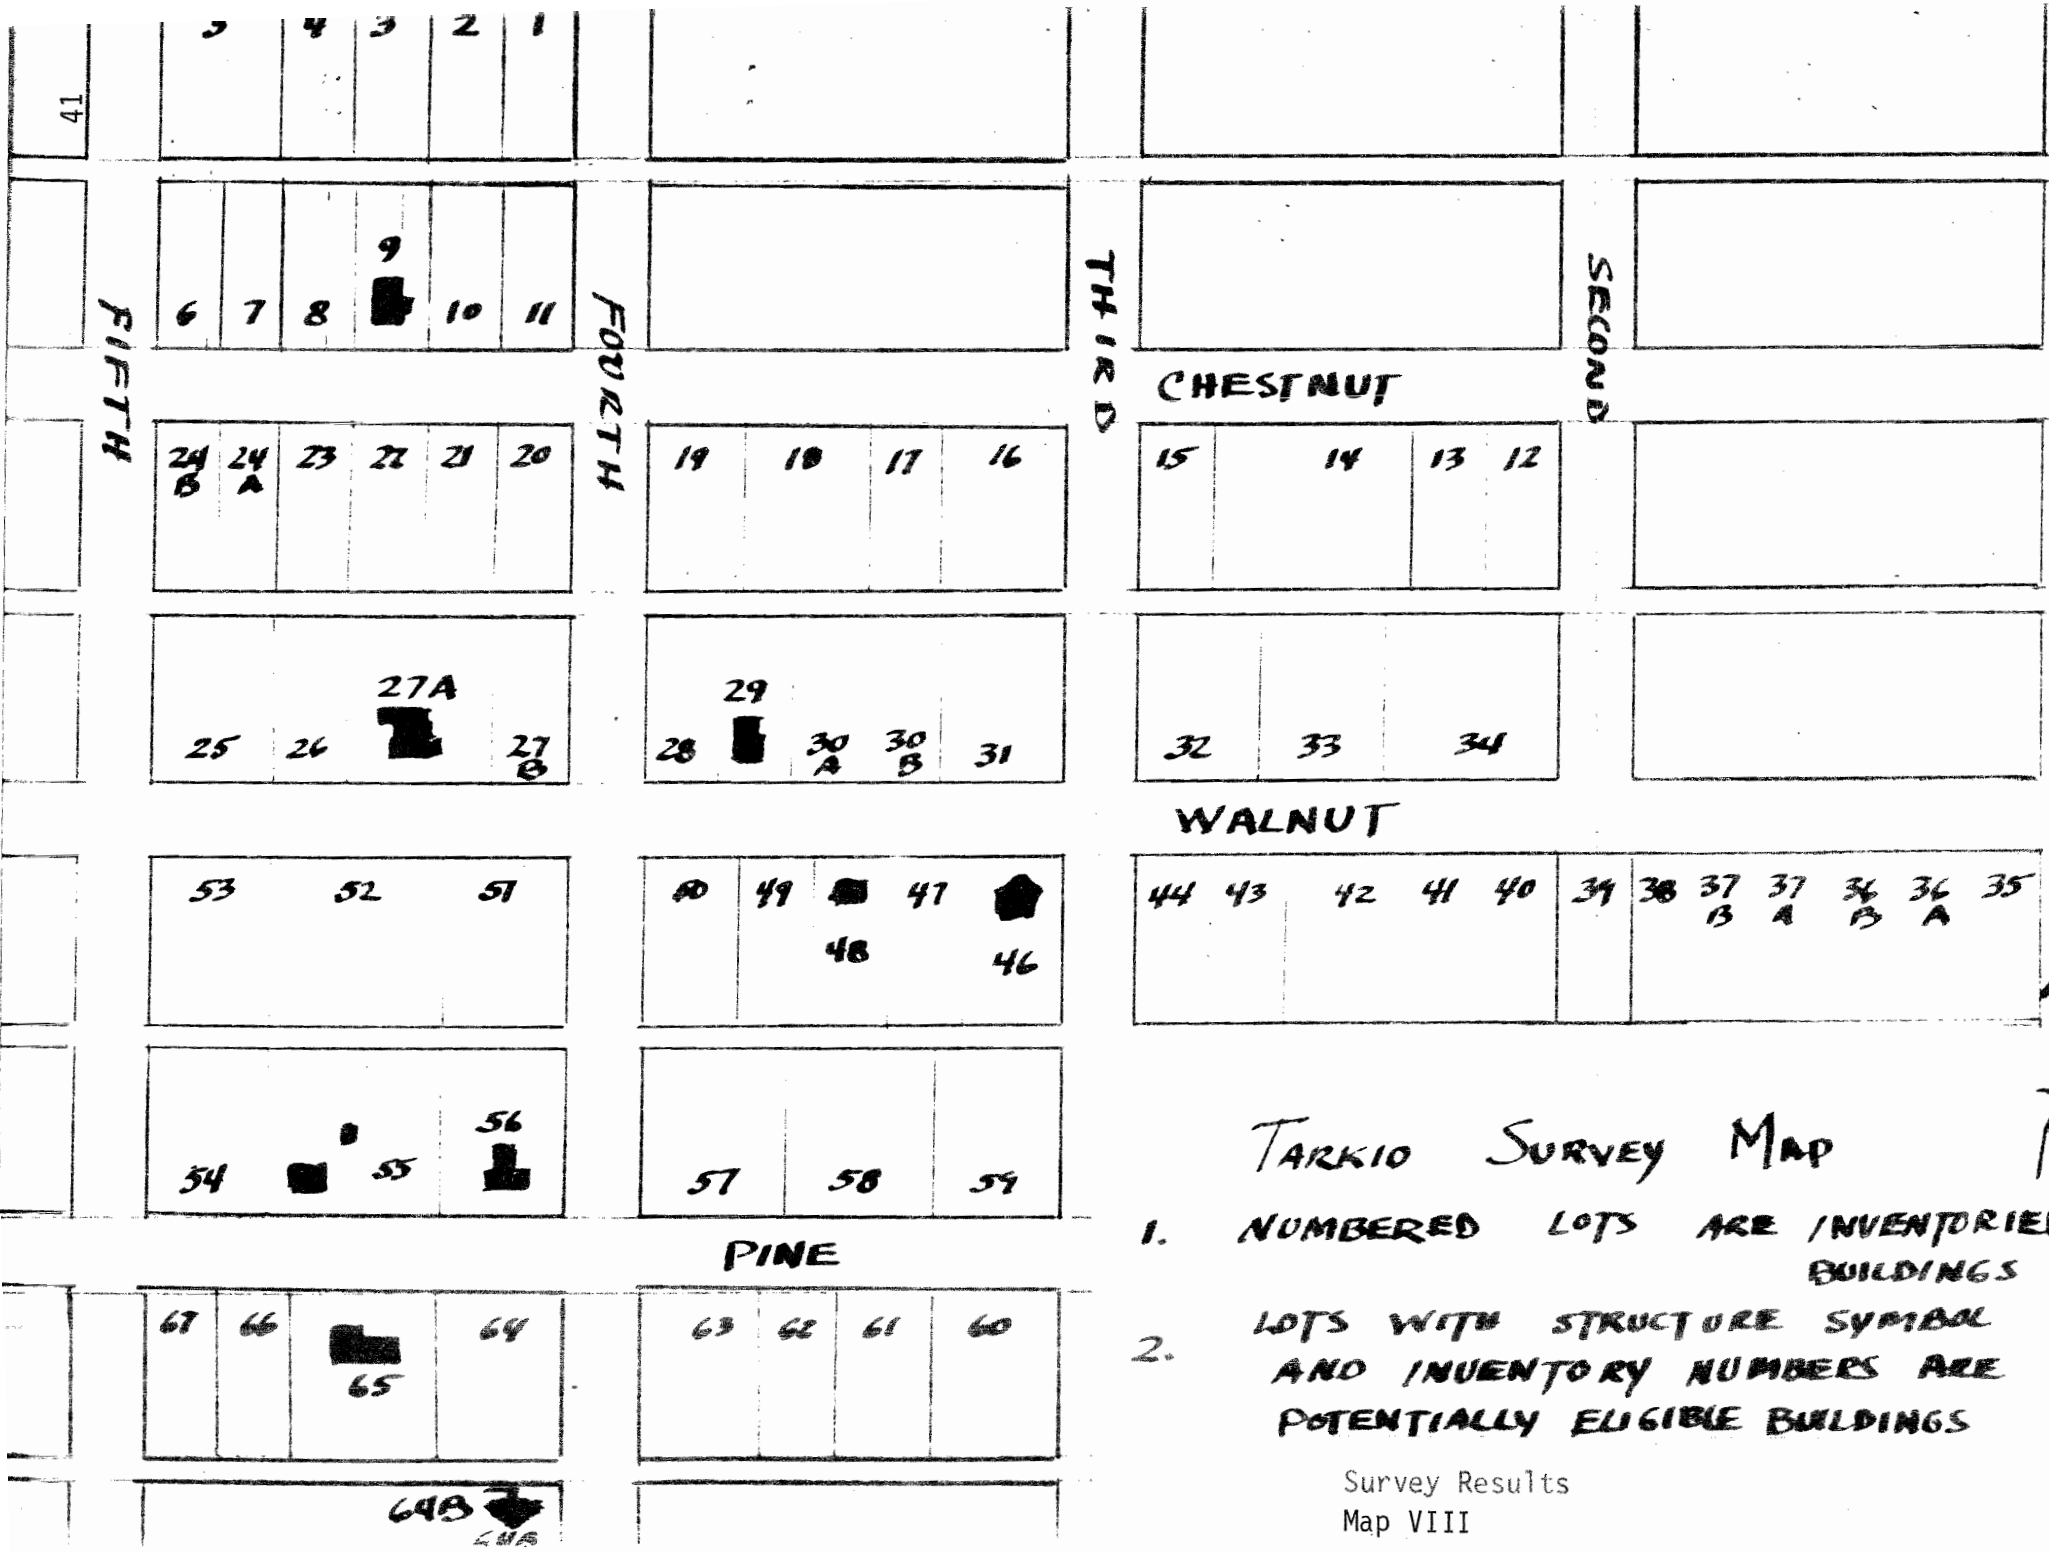 5 4 3 2 1
41
9
6 7 8 10 11
FIFTH
FOURTH
THIRD
SECOND
CHESTNUT
24 B 24 A 23 22 21 20 19 18 17 16 15 14 13 12
27A
29
25 26 27 B 28 30 A 30 B 31 32 33 34
WALNUT
53 52 51 50 49 47 44 43 42 41 40 39 38 37 B 37 A 36 B 36 A 35
48 46
56
54 55 57 58 59
TARKIO SURVEY MAP
1. NUMBERED LOTS ARE INVENTORIED
BUILDINGS
PINE
67 66 64 63 62 61 60
65
2. LOTS WITH STRUCTURE SYMBOL
AND INVENTORY NUMBERS ARE
POTENTIALLY ELIGIBLE BUILDINGS
Survey Results
Map VIII
64B
64B